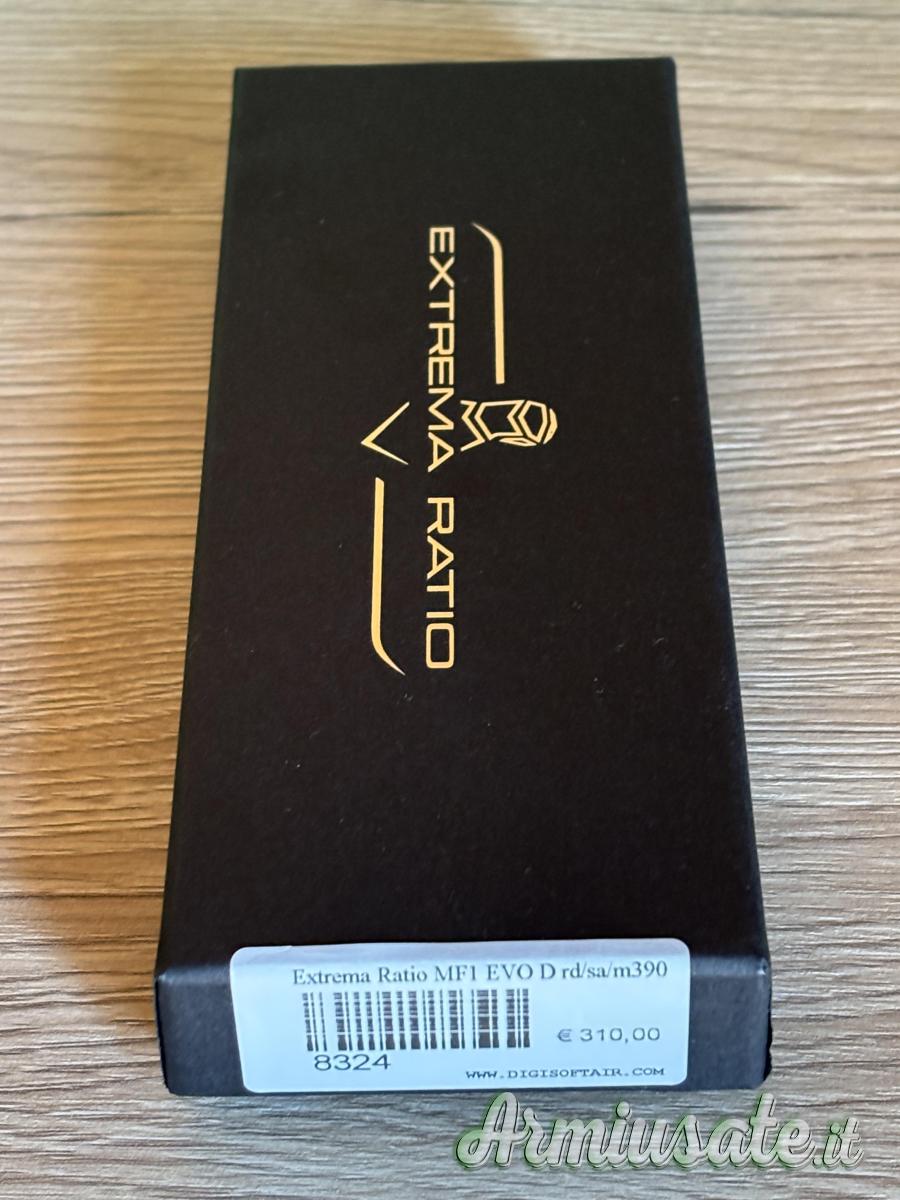 EXTREMA RATIO
Extrema Ratio MF1 EVO D rd/sa/m390
€ 310,00
8324
WWW.DIGISOFTAIR.COM
Armiusate.it